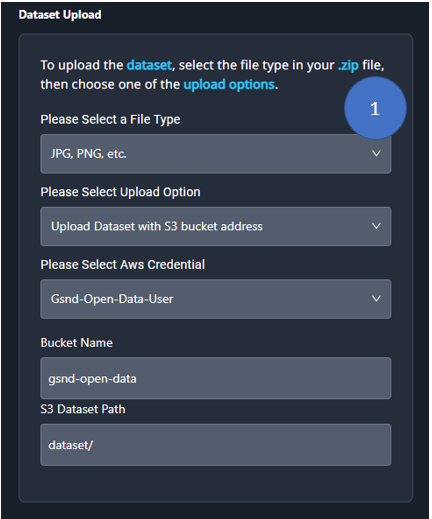 Dataset Upload
To upload the dataset, select the file type in your .zip file,
then choose one of the upload options.
1
Please Select a File Type
JPG, PNG, etc.
Please Select Upload Option
Upload Dataset with S3 bucket address
Please Select Aws Credential
Gsnd-Open-Data-User
Bucket Name
gsnd-open-data
S3 Dataset Path
dataset/